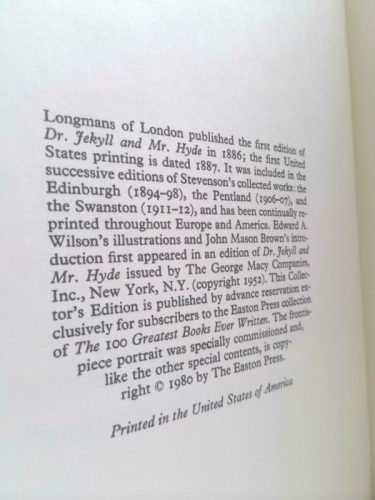 Longmans of London published the first edition of
Dr. Jekyll and Mr. Hyde in 1886; the first United
States printing is dated 1887. It was included in the
successive editions of Stevenson's collected works: the
Edinburgh (1894-98), the Pentland (1906-07), and
the Swanston (1911-12), and has been continually re-
printed throughout Europe and America. Edward A.
Wilson's illustrations and John Mason Brown's intro-
duction first appeared in an edition of Dr. Jekyll and
Mr. Hyde issued by The George Macy Companies,
Inc., New York, N.Y. (copyright 1952). This Collec-
tor's Edition is published by advance reservation ex-
clusively for subscribers to the Easton Press collection
of The 100 Greatest Books Ever Written. The frontis-
piece portrait was specially commissioned and,
like the other special contents, is copy-
right © 1980 by The Easton Press.
Printed in the United States of America